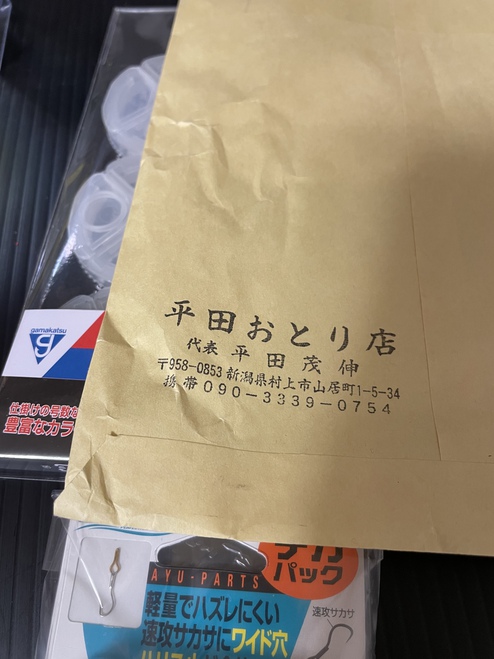 平田おとり店
代表 平田茂伸
〒958-0853 新潟県村上市山居町1-5-34
携帯090-3339-0754
gamakatsu
g
仕掛けの号数
豊富なカラ
AYU-PARTS
パック
軽量でハズレにくい
速攻サカサにワイド穴
速攻サカサ